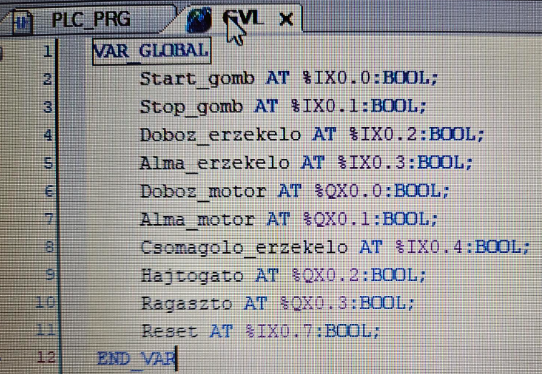 PLC_PRG GVL
1 VAR_GLOBAL
2 Start_gomb AT %IX0.0:BOOL;
3 Stop_gomb AT %IX0.1:BOOL;
4 Doboz_erzekelo AT %IX0.2:BOOL;
5 Alma_erzekelo AT %IX0.3:BOOL;
6 Doboz_motor AT %QX0.0:BOOL;
7 Alma_motor AT %QX0.1:BOOL;
8 Csomagolo_erzekelo AT %IX0.4:BOOL;
9 Hajtogato AT %QX0.2:BOOL;
10 Ragaszto AT %QX0.3:BOOL;
11 Reset AT %IX0.7:BOOL;
12 END_VAR